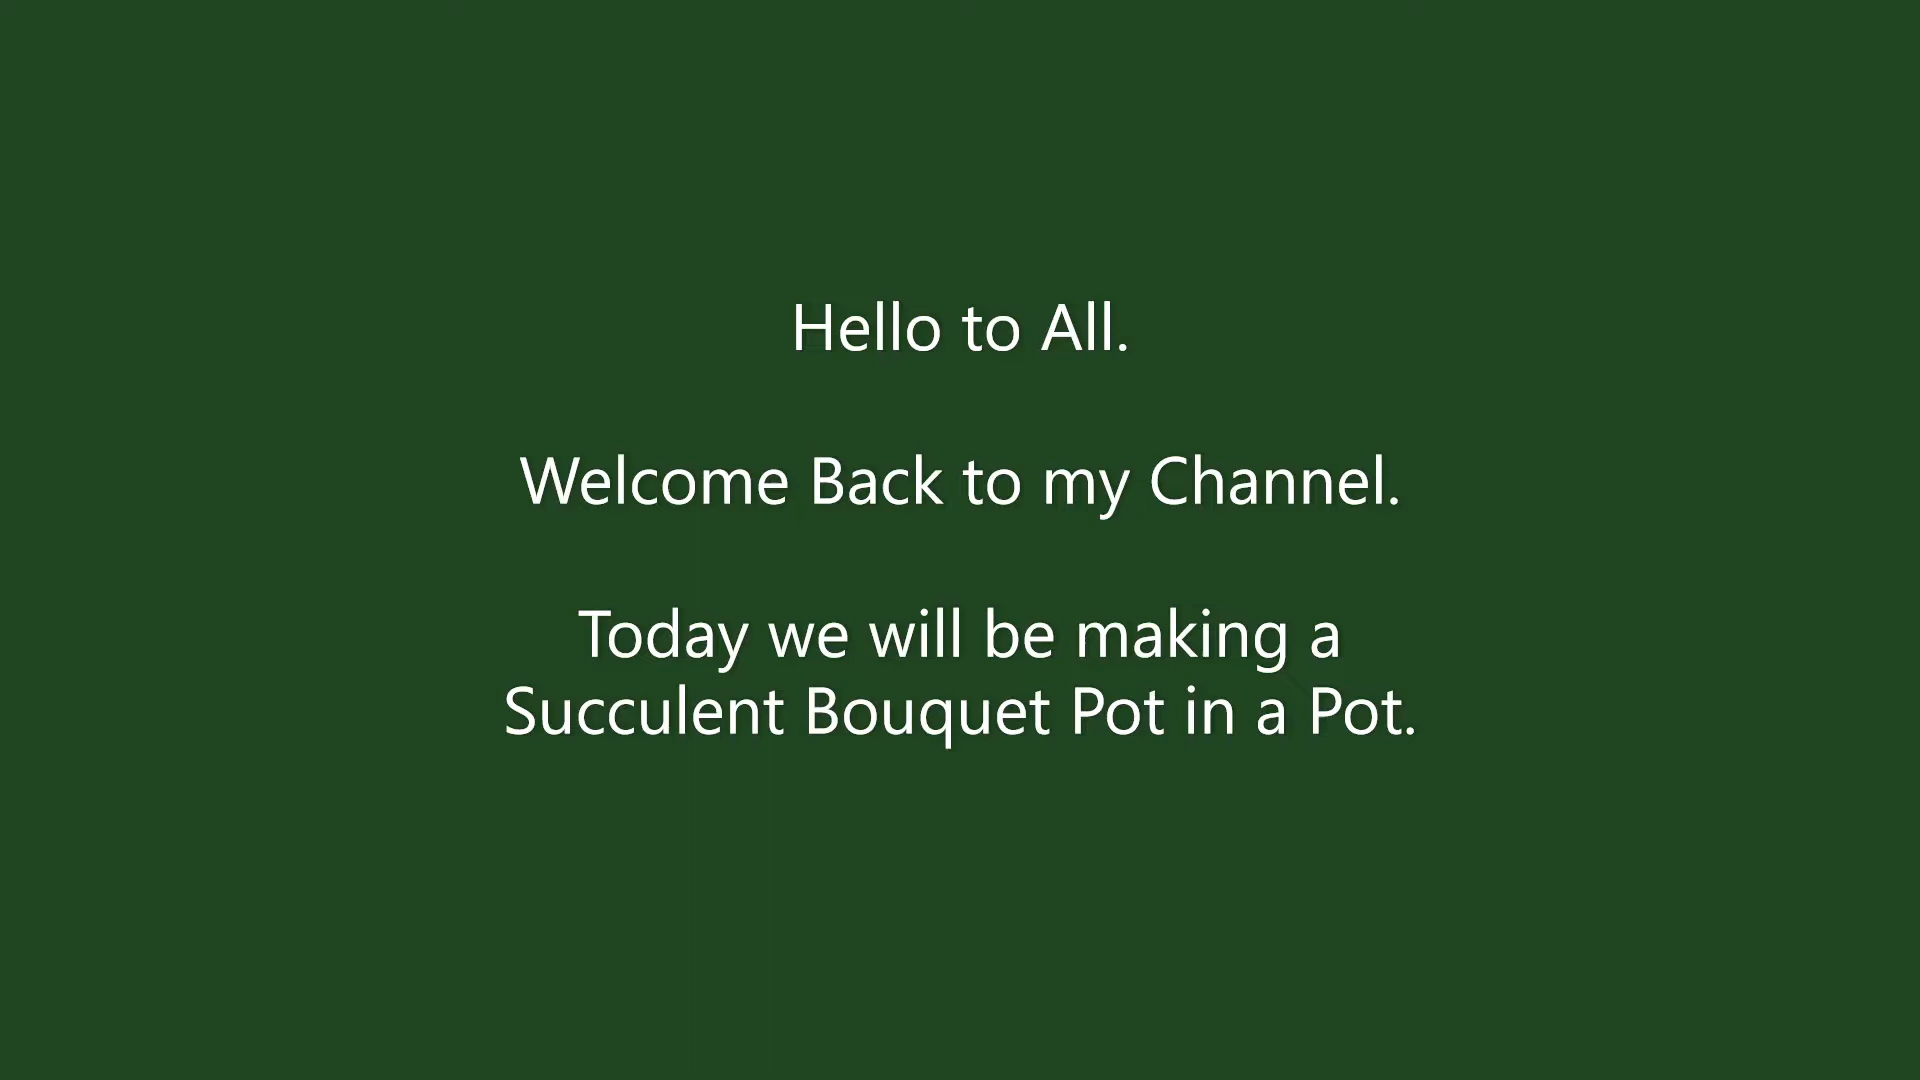 Hello to All.
Welcome Back to my Channel.
Today we will be making a
Succulent Bouquet Pot in a Pot.